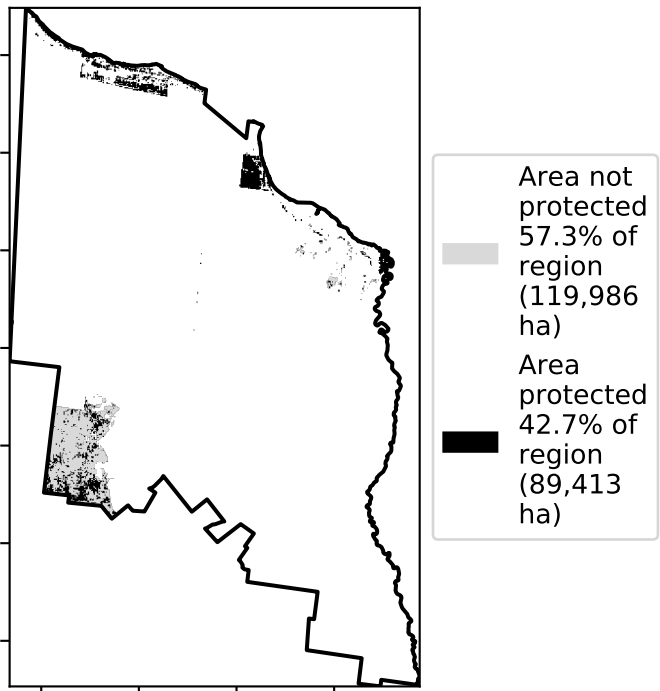 Area not
protected
57.3% of
region
(119,986
ha)
Area
protected
42.7% of
region
(89,413
ha)